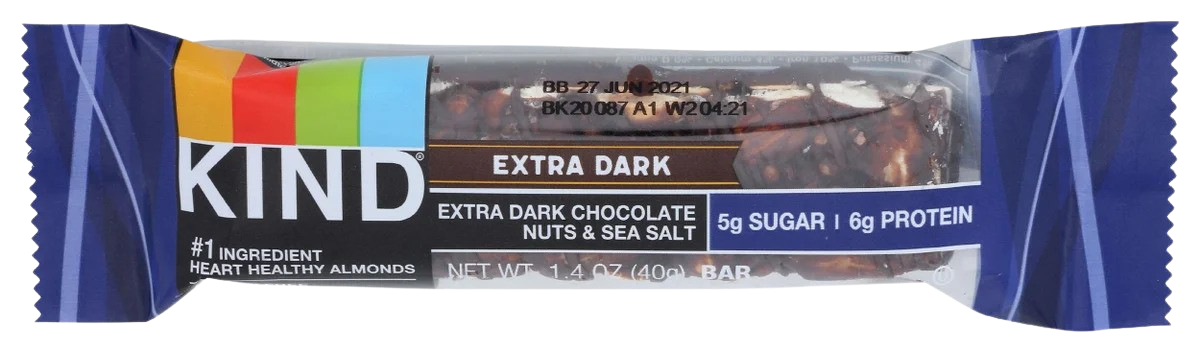 BB 27 JUN 2021
BK20087 A1 W2 04:21
KIND®
EXTRA DARK
EXTRA DARK CHOCOLATE
NUTS & SEA SALT
5g SUGAR | 6g PROTEIN
#1 INGREDIENT
HEART HEALTHY ALMONDS
NET WT. 1.4 OZ (40g) BAR